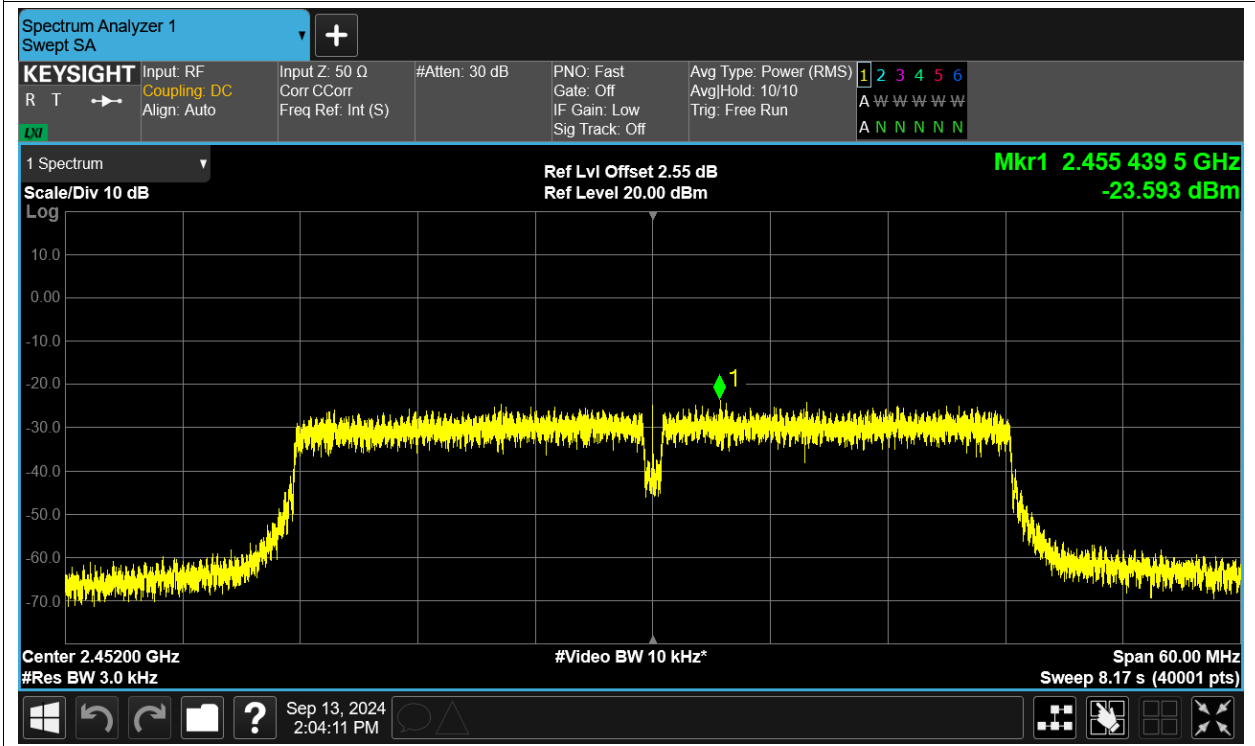 Spectrum Analyzer 1
Swept SA
+
KEYSIGHT
R T
LXI
Input: RF
Coupling: DC
Align: Auto
Input Z: 50 Ω
Corr CCorr
Freq Ref: Int (S)
#Atten: 30 dB
PNO: Fast
Gate: Off
IF Gain: Low
Sig Track: Off
Avg Type: Power (RMS)
Avg|Hold: 10/10
Trig: Free Run
1 2 3 4 5 6
A W W W W W
A N N N N N
1 Spectrum
Scale/Div 10 dB
Ref Lvl Offset 2.55 dB
Ref Level 20.00 dBm
Mkr1 2.455 439 5 GHz
-23.593 dBm
Log
10.0
0.00
-10.0
-20.0
-30.0
-40.0
-50.0
-60.0
-70.0
1
Center 2.45200 GHz
#Video BW 10 kHz*
Span 60.00 MHz
#Res BW 3.0 kHz
Sweep 8.17 s (40001 pts)
?
Sep 13, 2024
2:04:11 PM